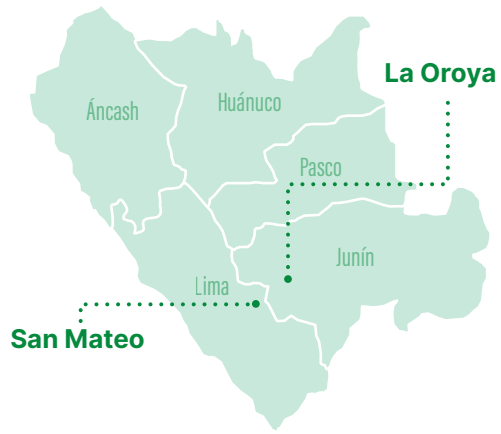 La Oroya
Huánuco
Áncash
Pasco
Junín
Lima
San Mateo